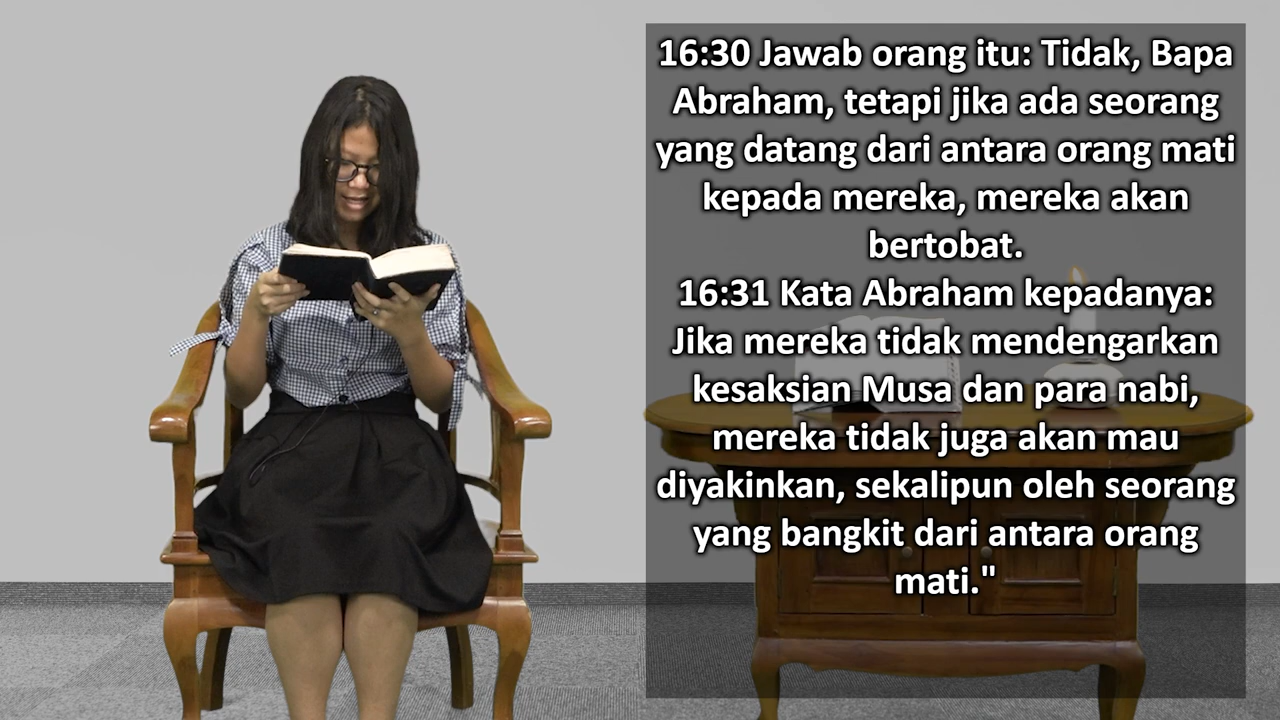 16:30 Jawab orang itu: Tidak, Bapa
Abraham, tetapi jika ada seorang
yang datang dari antara orang mati
kepada mereka, mereka akan
bertobat.
16:31 Kata Abraham kepadanya:
Jika mereka tidak mendengarkan
kesaksian Musa dan para nabi,
mereka tidak juga akan mau
diyakinkan, sekalipun oleh seorang
yang bangkit dari antara orang
mati."